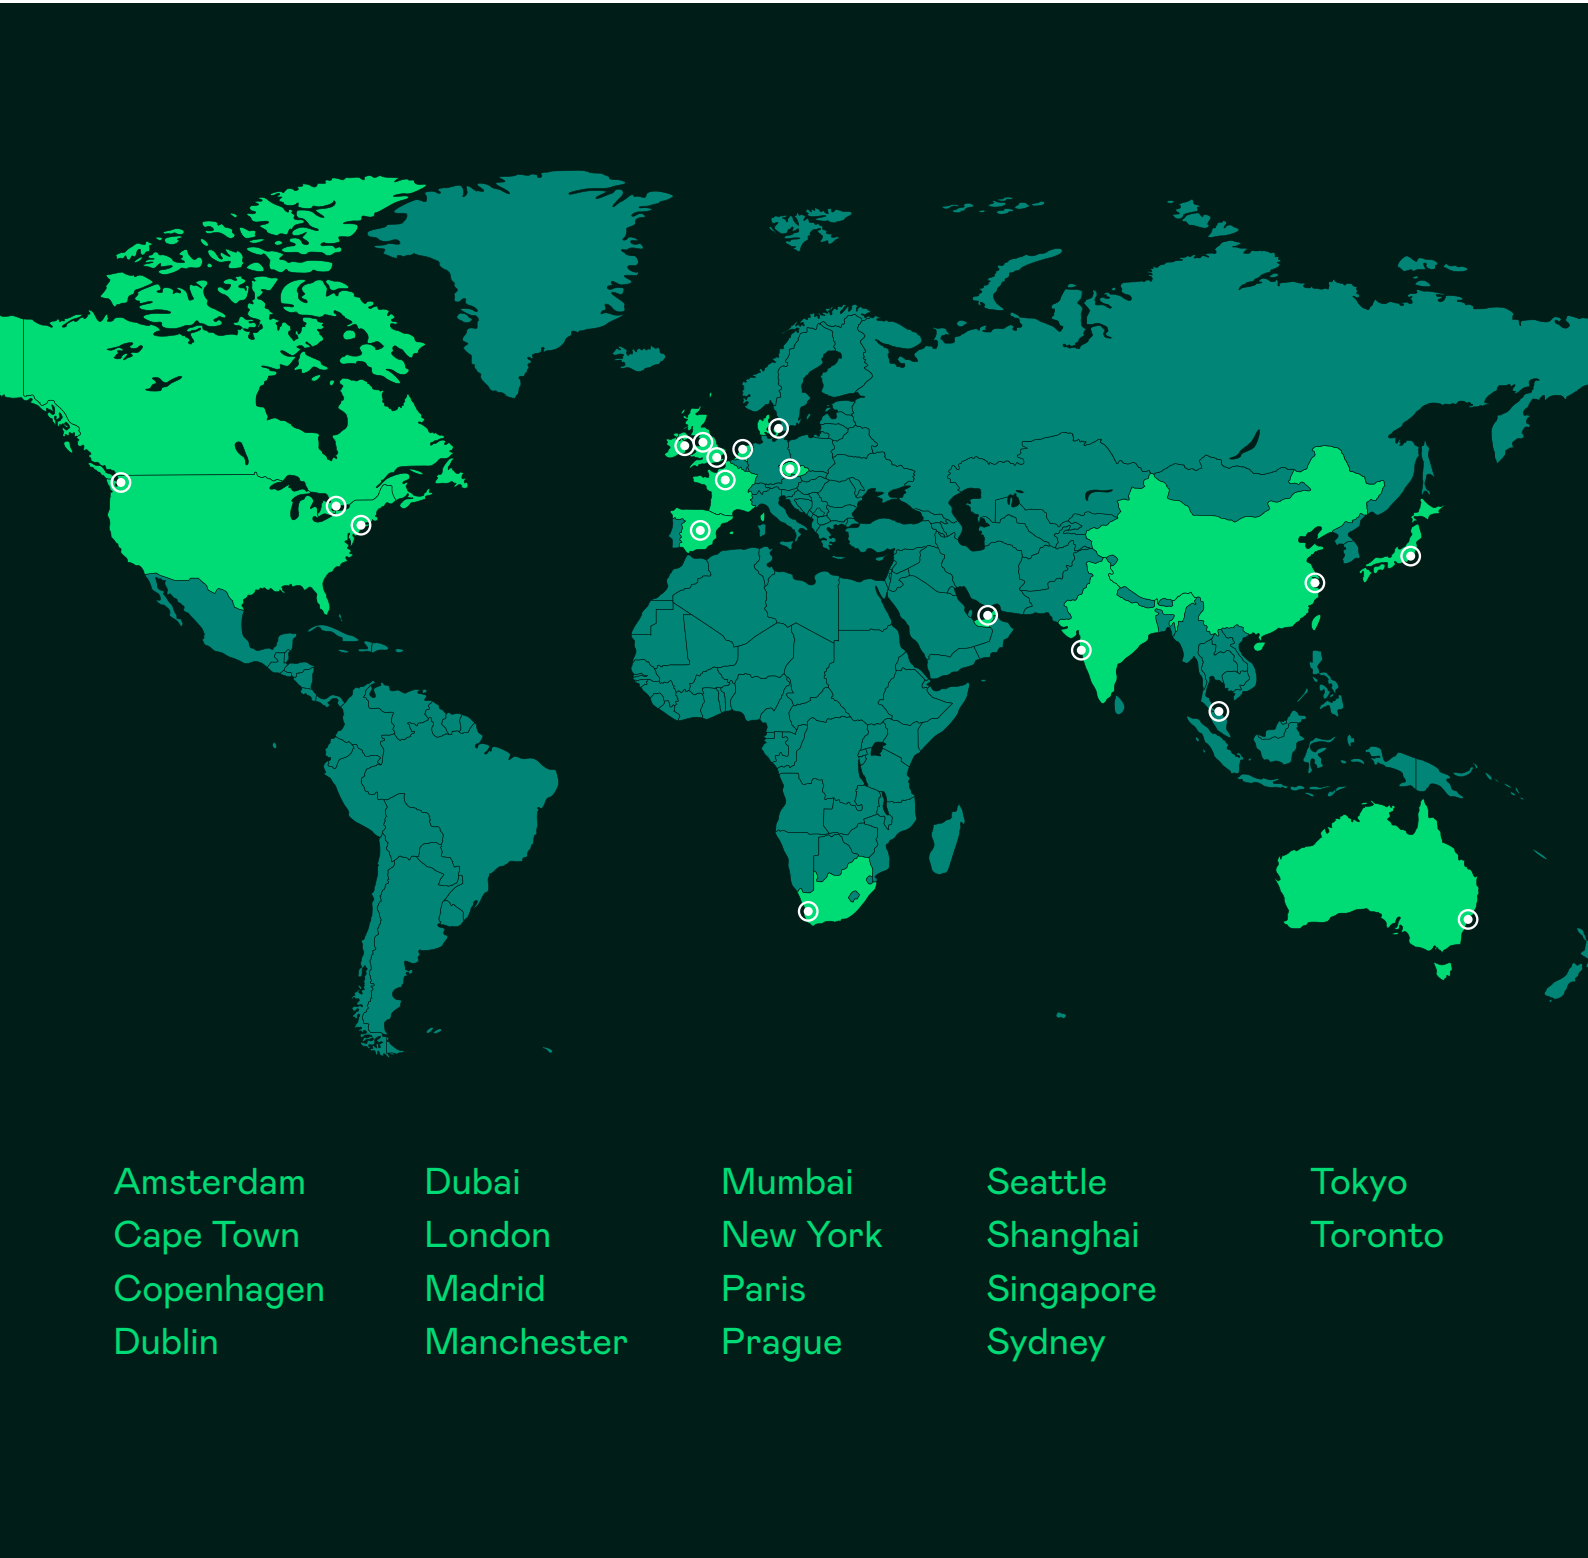 Amsterdam
Cape Town
Copenhagen
Dublin
Dubai
London
Madrid
Manchester
Mumbai
New York
Paris
Prague
Seattle
Shanghai
Singapore
Sydney
Tokyo
Toronto